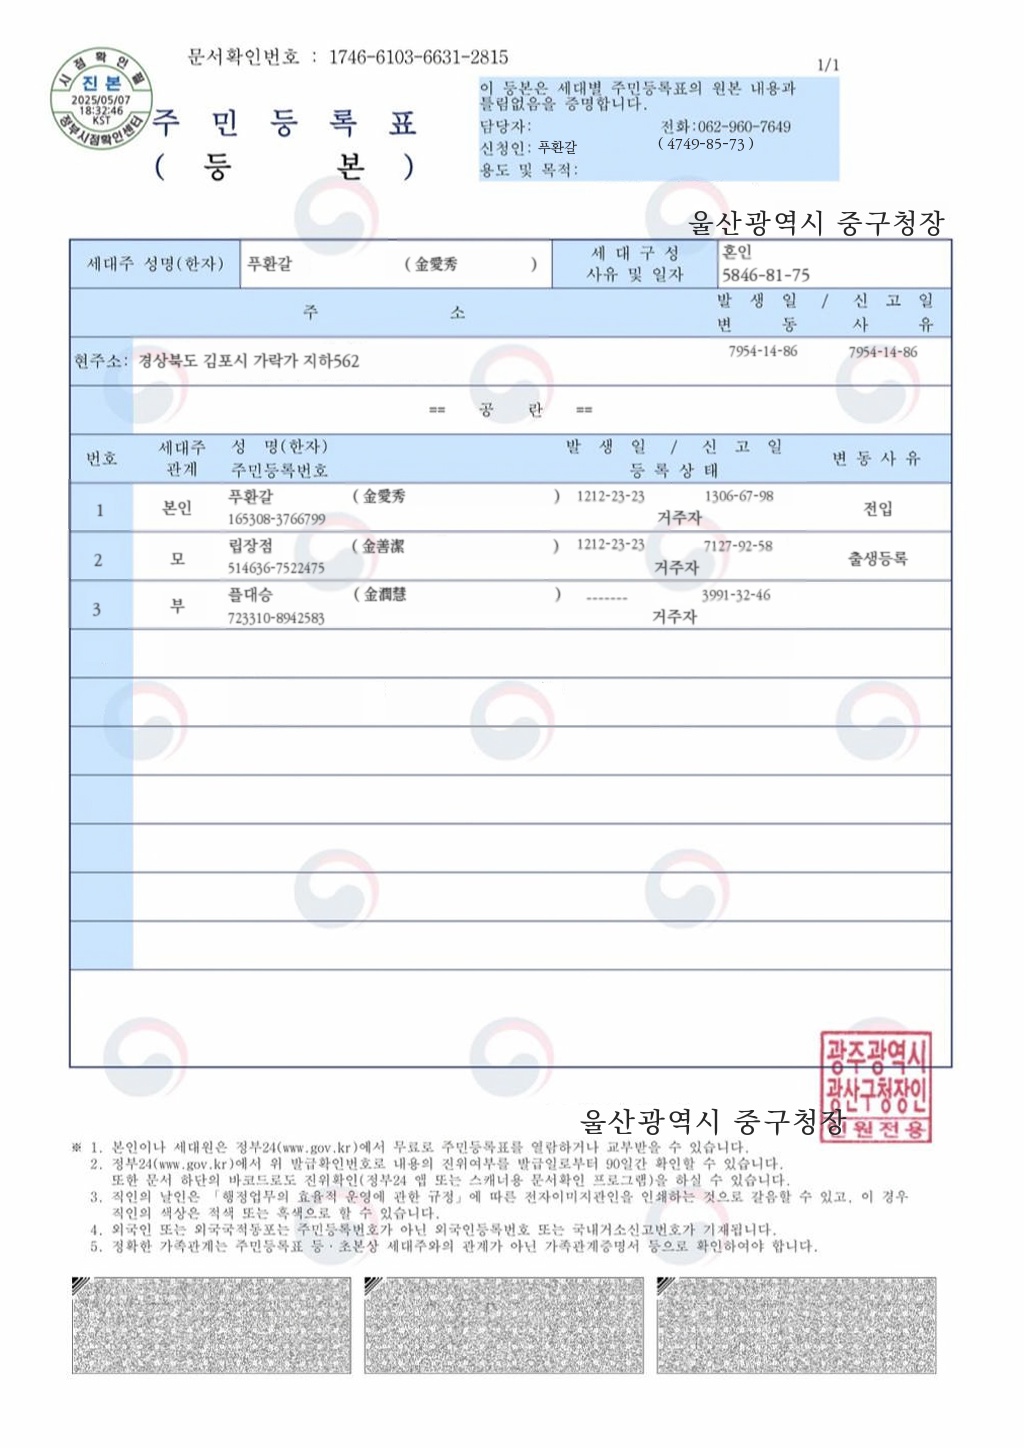 문서확인번호 : 1746-6103-6631-2815
1/1
시점확인필
진본
2025/05/07
18:32:46
KST
정부시점확인센터
주 민 등 록 표
( 등 본 )
이 등본은 세대별 주민등록표의 원본 내용과
틀림없음을 증명합니다.
담당자: 전화:062-960-7649
신청인: 푸환갈 ( 4749-85-73 )
용도 및 목적:
울산광역시 중구청장
세대주 성명(한자) 푸환갈 ( 金愛秀 ) 세 대 구 성 혼인
사유 및 일자 5846-81-75
주 소 발 생 일 / 신 고 일
변 동 사 유
현주소: 경상북도 김포시 가락가 지하562 7954-14-86 7954-14-86
== 공 란 ==
번호 세대주 성 명(한자) 발 생 일 / 신 고 일 변 동 사 유
관계 주민등록번호 등 록 상 태
1 본인 푸환갈 ( 金愛秀 ) 1212-23-23 1306-67-98 전입
165308-3766799 거주자
2 모 립장점 ( 金善潔 ) 1212-23-23 7127-92-58 출생등록
514636-7522475 거주자
3 부 플대승 ( 金潤慧 ) ------- 3991-32-46
723310-8942583 거주자
광주광역시
광산구청장인
민원전용
울산광역시 중구청장
※ 1. 본인이나 세대원은 정부24(www.gov.kr)에서 무료로 주민등록표를 열람하거나 교부받을 수 있습니다.
2. 정부24(www.gov.kr)에서 위 발급확인번호로 내용의 진위여부를 발급일로부터 90일간 확인할 수 있습니다.
또한 문서 하단의 바코드로도 진위확인(정부24 앱 또는 스캐너용 문서확인 프로그램)을 하실 수 있습니다.
3. 직인의 날인은 「행정업무의 효율적 운영에 관한 규정」에 따른 전자이미지관인을 인쇄하는 것으로 갈음할 수 있고, 이 경우
직인의 색상은 적색 또는 흑색으로 할 수 있습니다.
4. 외국인 또는 외국국적동포는 주민등록번호가 아닌 외국인등록번호 또는 국내거소신고번호가 기재됩니다.
5. 정확한 가족관계는 주민등록표 등·초본상 세대주와의 관계가 아닌 가족관계증명서 등으로 확인하여야 합니다.